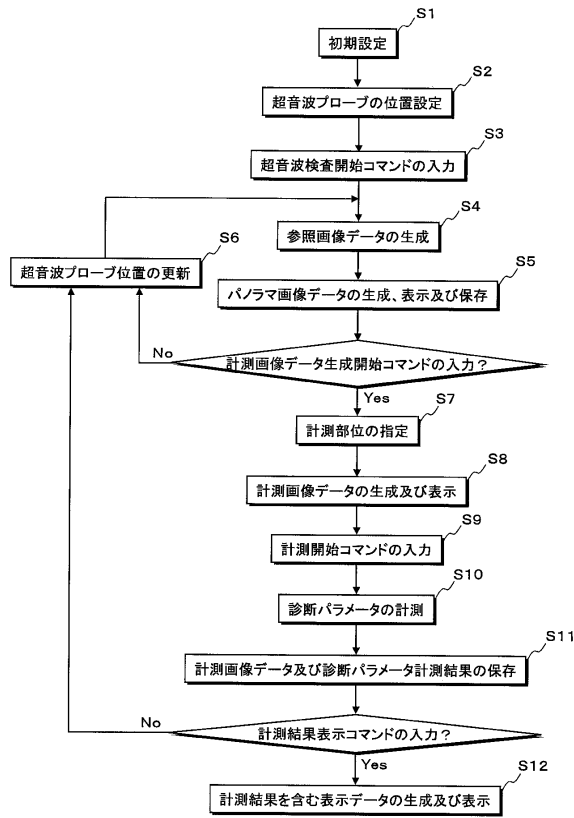 S1
初期設定
S2
超音波プローブの位置設定
S3
超音波検査開始コマンドの入力
S4
参照画像データの生成
S6
超音波プローブ位置の更新
S5
パノラマ画像データの生成、表示及び保存
No
計測画像データ生成開始コマンドの入力？
Yes
S7
計測部位の指定
S8
計測画像データの生成及び表示
S9
計測開始コマンドの入力
S10
診断パラメータの計測
S11
計測画像データ及び診断パラメータ計測結果の保存
No
計測結果表示コマンドの入力？
Yes
S12
計測結果を含む表示データの生成及び表示